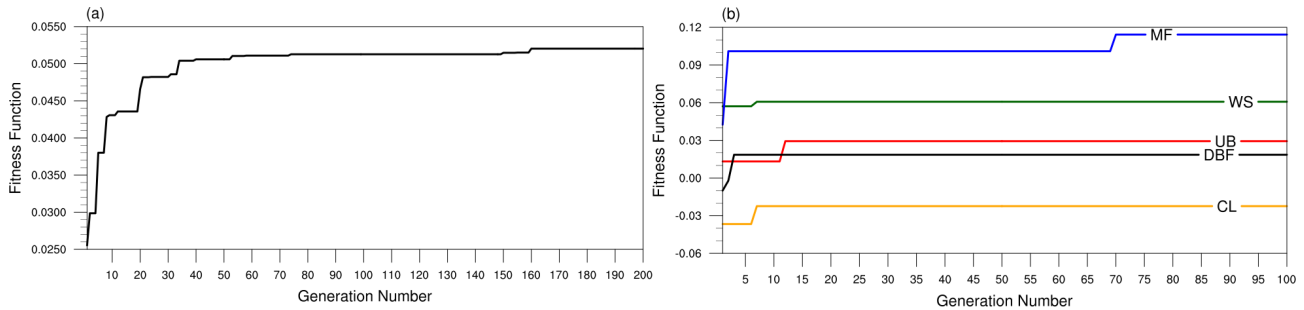 (a)
0.0550
0.0500
0.0450
0.0400
0.0350
0.0300
0.0250
Fitness Function
10 20 30 40 50 60 70 80 90 100 110 120 130 140 150 160 170 180 190 200
Generation Number
(b)
0.12
0.09
0.06
0.03
0.00
-0.03
-0.06
Fitness Function
MF
WS
UB
DBF
CL
5 10 15 20 25 30 35 40 45 50 55 60 65 70 75 80 85 90 95 100
Generation Number